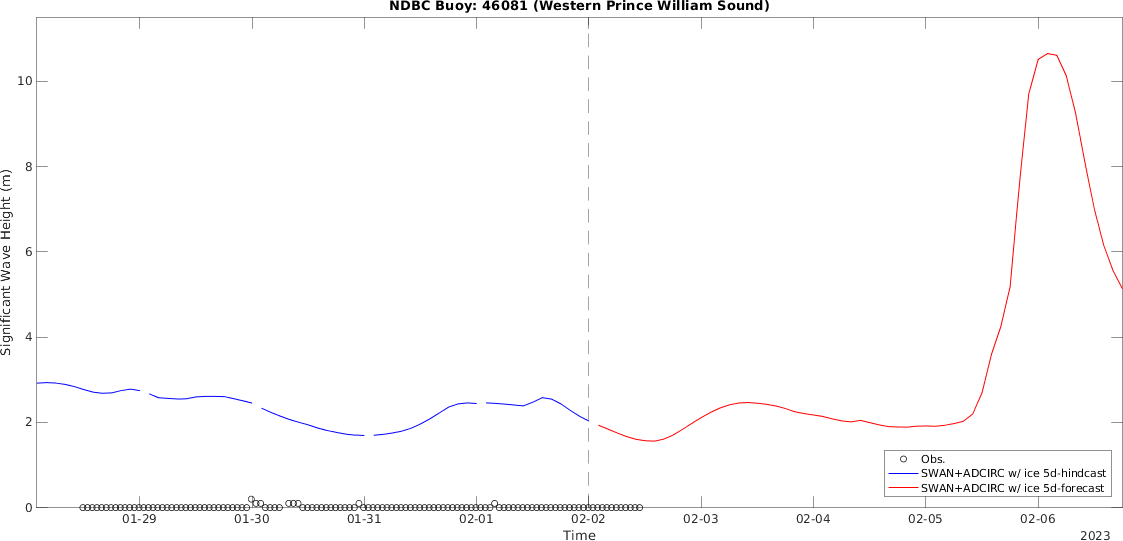 NDBC Buoy: 46081 (Western Prince William Sound)
Significant Wave Height (m)
10
8
6
4
2
0
01-29 01-30 01-31 02-01 02-02 02-03 02-04 02-05 02-06
Time
2023
Obs.
SWAN+ADCIRC w/ ice 5d-hindcast
SWAN+ADCIRC w/ ice 5d-forecast